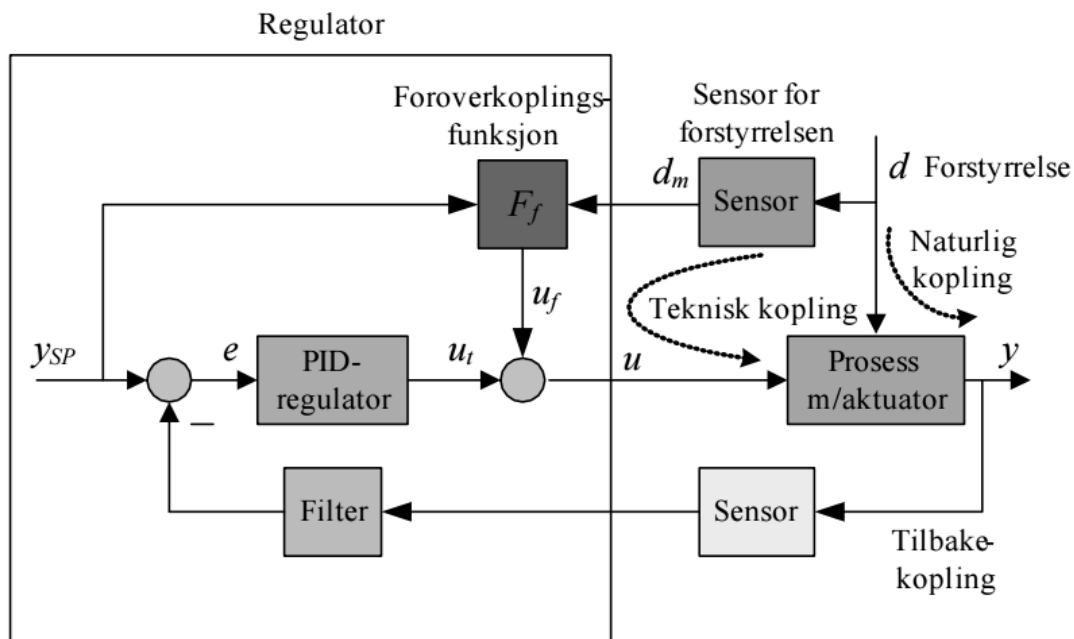 Regulator
Foroverkoplings-
funksjon
Sensor for
forstyrrelsen
F_f
d_m
Sensor
d Forstyrrelse
Naturlig
kopling
u_f
Teknisk kopling
y_SP
e
PID-
regulator
u_t
u
Prosess
m/aktuator
y
−
Filter
Sensor
Tilbake-
kopling